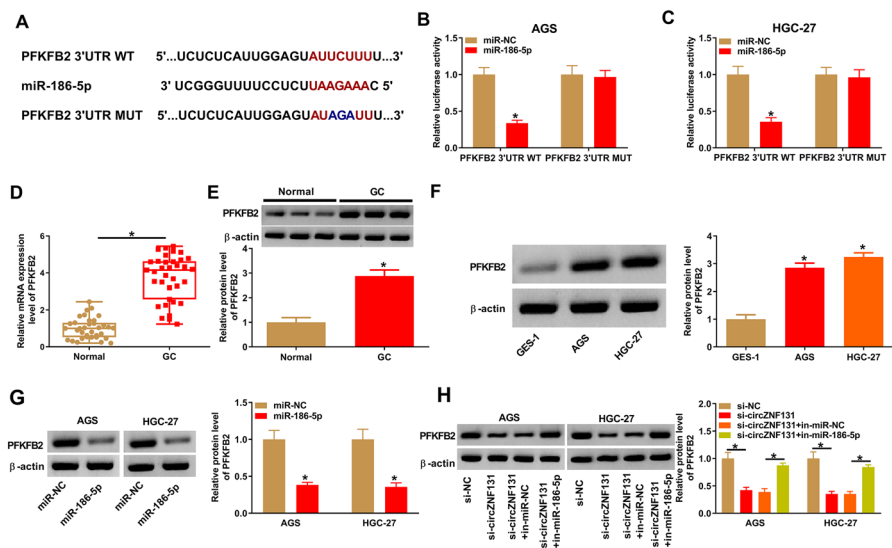 A
PFKFB2 3'UTR WT 5'...UCUCUCAUUGGAGUAUUCUUUU...3'
miR-186-5p 3' UCGGGUUUUCCUCUUAAGAAAC 5'
PFKFB2 3'UTR MUT 5'...UCUCUCAUUGGAGUAUAGAUUU...3'
B
AGS
miR-NC
miR-186-5p
Relative luciferase activity
1.5
1.0
0.5
0.0
*
PFKFB2 3'UTR WT PFKFB2 3'UTR MUT
C
HGC-27
miR-NC
miR-186-5p
Relative luciferase activity
1.5
1.0
0.5
0.0
*
PFKFB2 3'UTR WT PFKFB2 3'UTR MUT
D
Relative mRNA expression
level of PFKFB2
6
4
2
0
*
Normal GC
E
Normal GC
PFKFB2
β-actin
Relative protein level
of PFKFB2
4
3
2
1
0
*
Normal GC
F
PFKFB2
β-actin
GES-1 AGS HGC-27
Relative protein level
of PFKFB2
4
3
2
1
0
* *
GES-1 AGS HGC-27
G
AGS HGC-27
PFKFB2
β-actin
miR-NC miR-186-5p miR-NC miR-186-5p
miR-NC
miR-186-5p
Relative protein level
of PFKFB2
1.5
1.0
0.5
0.0
* *
AGS HGC-27
H
AGS HGC-27
PFKFB2
β-actin
si-NC
si-circZNF131
si-circZNF131
+in-miR-NC
si-circZNF131
+in-miR-186-5p
si-NC
si-circZNF131
si-circZNF131
+in-miR-NC
si-circZNF131
+in-miR-186-5p
si-NC
si-circZNF131
si-circZNF131+in-miR-NC
si-circZNF131+in-miR-186-5p
Relative protein level
of PFKFB2
2.0
1.5
1.0
0.5
0.0
* * * *
AGS HGC-27